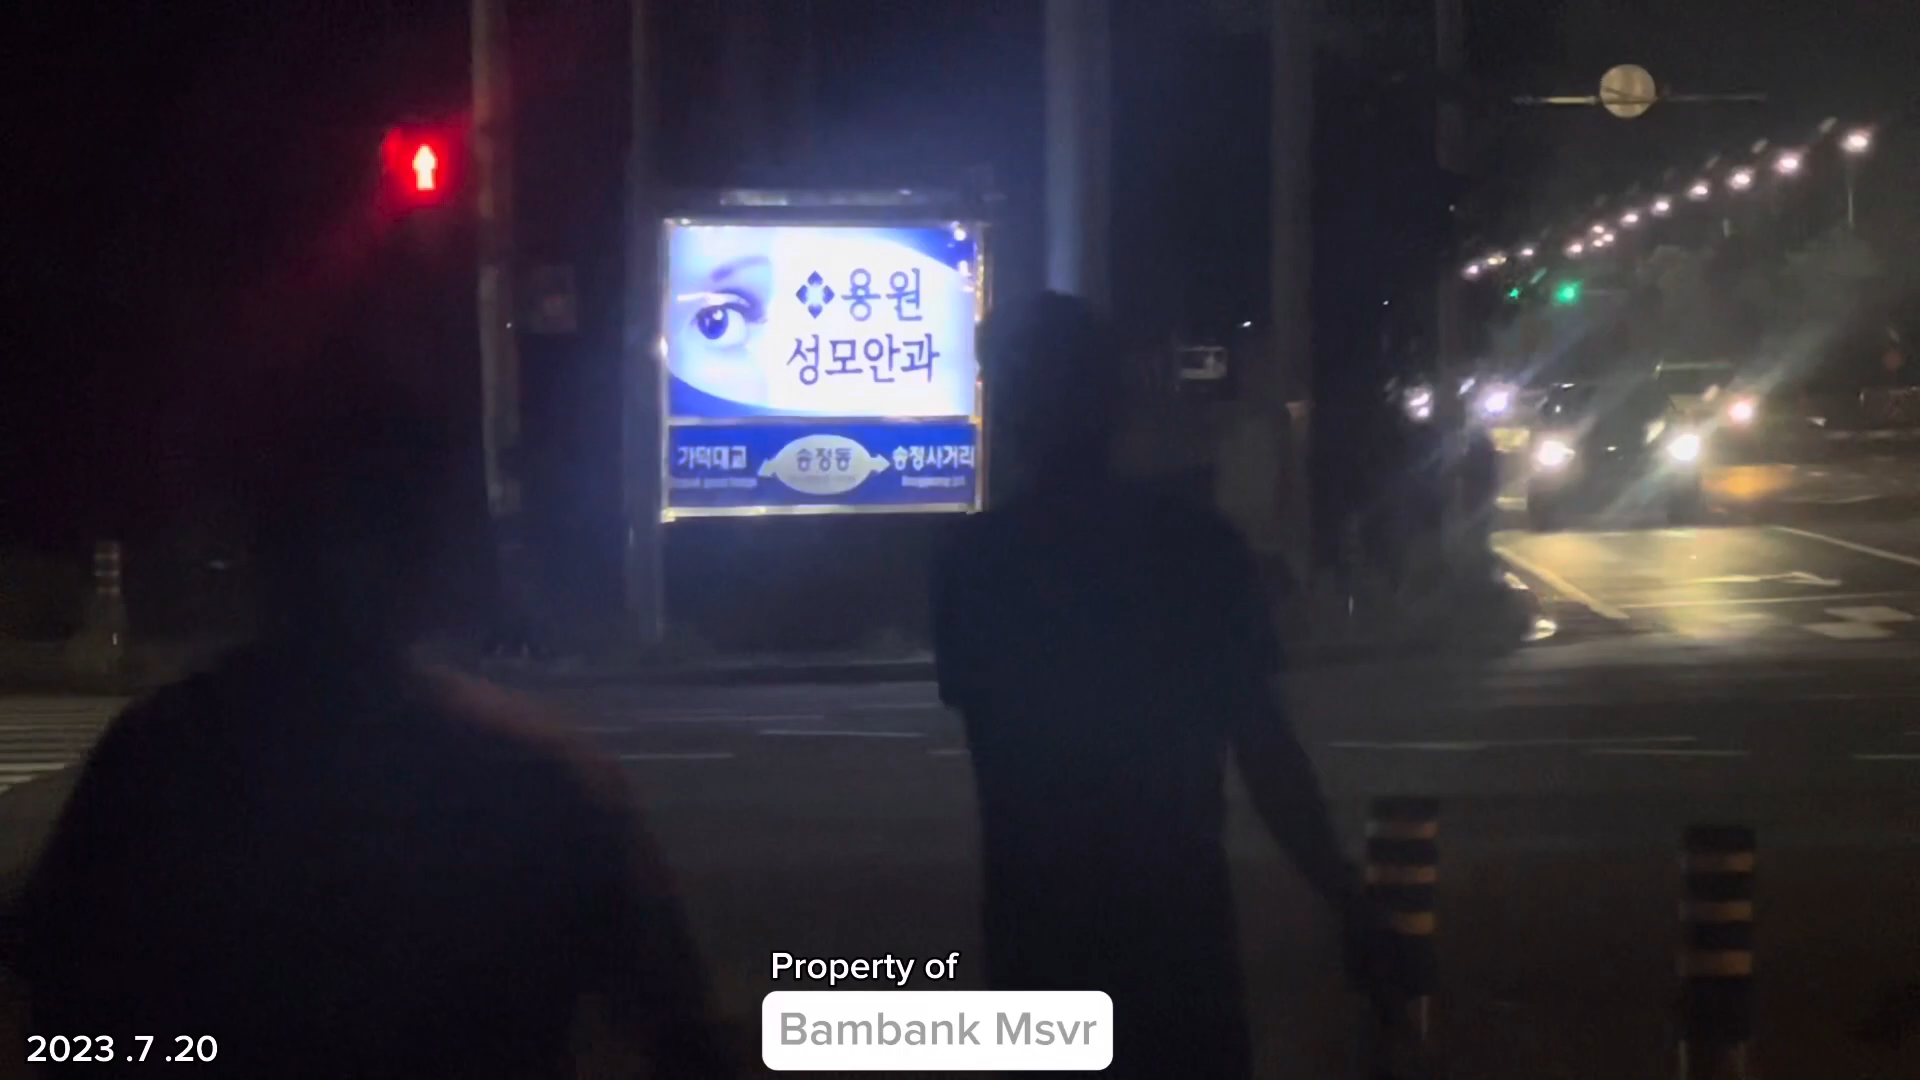 용원
성모안과
가덕대교
송정동
송정사거리
Property of
Bambank Msvr
2023 .7 .20